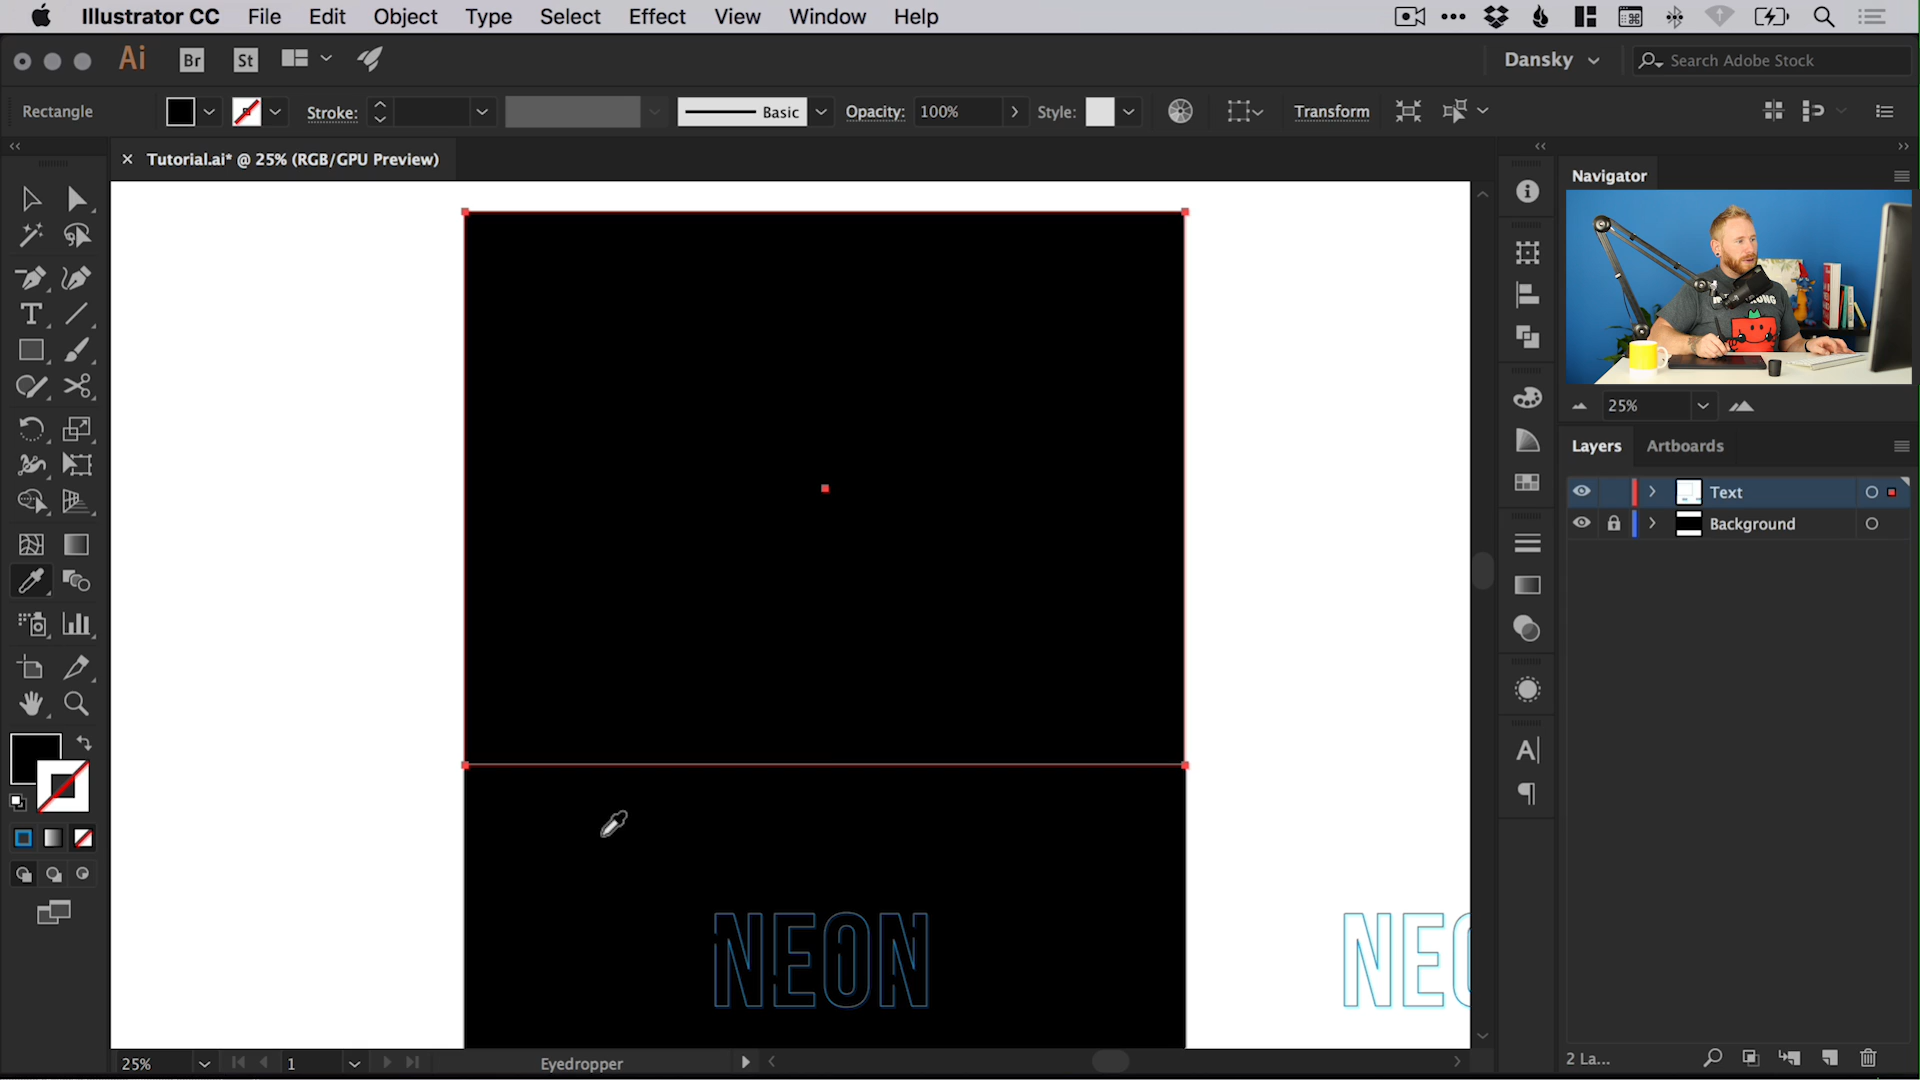 Illustrator CC File Edit Object Type Select Effect View Window Help
Ai Br St Dansky Search Adobe Stock
Rectangle Stroke: Basic Opacity: 100% Style: Transform
× Tutorial.ai* @ 25% (RGB/GPU Preview)
Navigator
25%
Layers Artboards
Text
Background
NEON
NEO
25% 1 Eyedropper
2 La...